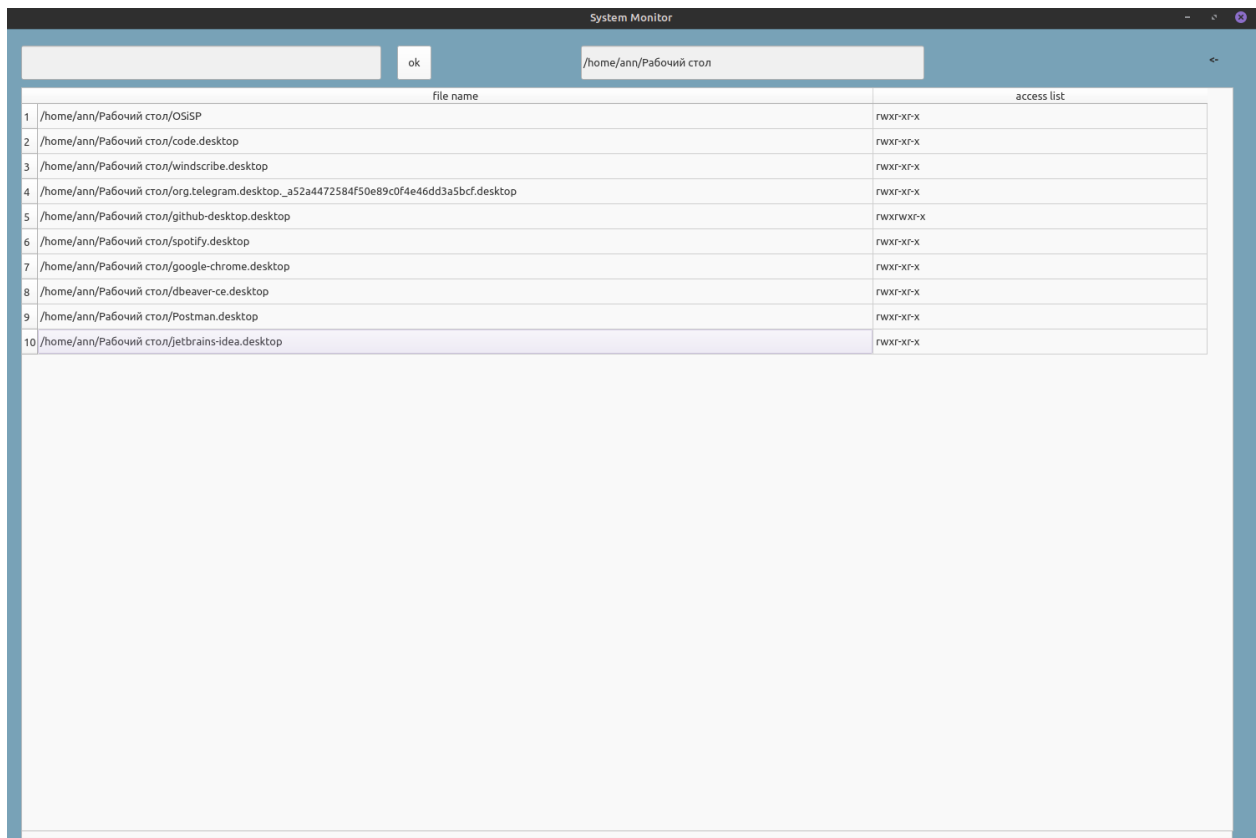 System Monitor
ok /home/ann/Рабочий стол <-
file name access list
1 /home/ann/Рабочий стол/OSiSP rwxr-xr-x
2 /home/ann/Рабочий стол/code.desktop rwxr-xr-x
3 /home/ann/Рабочий стол/windscribe.desktop rwxr-xr-x
4 /home/ann/Рабочий стол/org.telegram.desktop._a52a4472584f50e89c0f4e46dd3a5bcf.desktop rwxr-xr-x
5 /home/ann/Рабочий стол/github-desktop.desktop rwxrwxr-x
6 /home/ann/Рабочий стол/spotify.desktop rwxr-xr-x
7 /home/ann/Рабочий стол/google-chrome.desktop rwxr-xr-x
8 /home/ann/Рабочий стол/dbeaver-ce.desktop rwxr-xr-x
9 /home/ann/Рабочий стол/Postman.desktop rwxr-xr-x
10 /home/ann/Рабочий стол/jetbrains-idea.desktop rwxr-xr-x